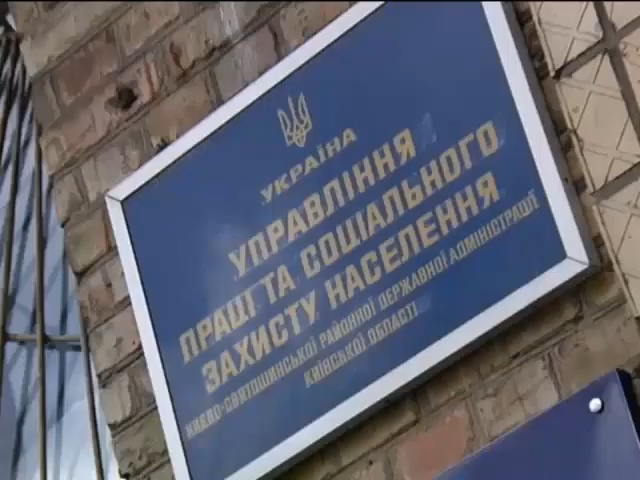 УКРАЇНА
УПРАВЛІННЯ
ПРАЦІ ТА СОЦІАЛЬНОГО
ЗАХИСТУ НАСЕЛЕННЯ
КИЄВО-СВЯТОШИНСЬКОЇ РАЙОННОЇ ДЕРЖАВНОЇ АДМІНІСТРАЦІЇ
КИЇВСЬКОЇ ОБЛАСТІ